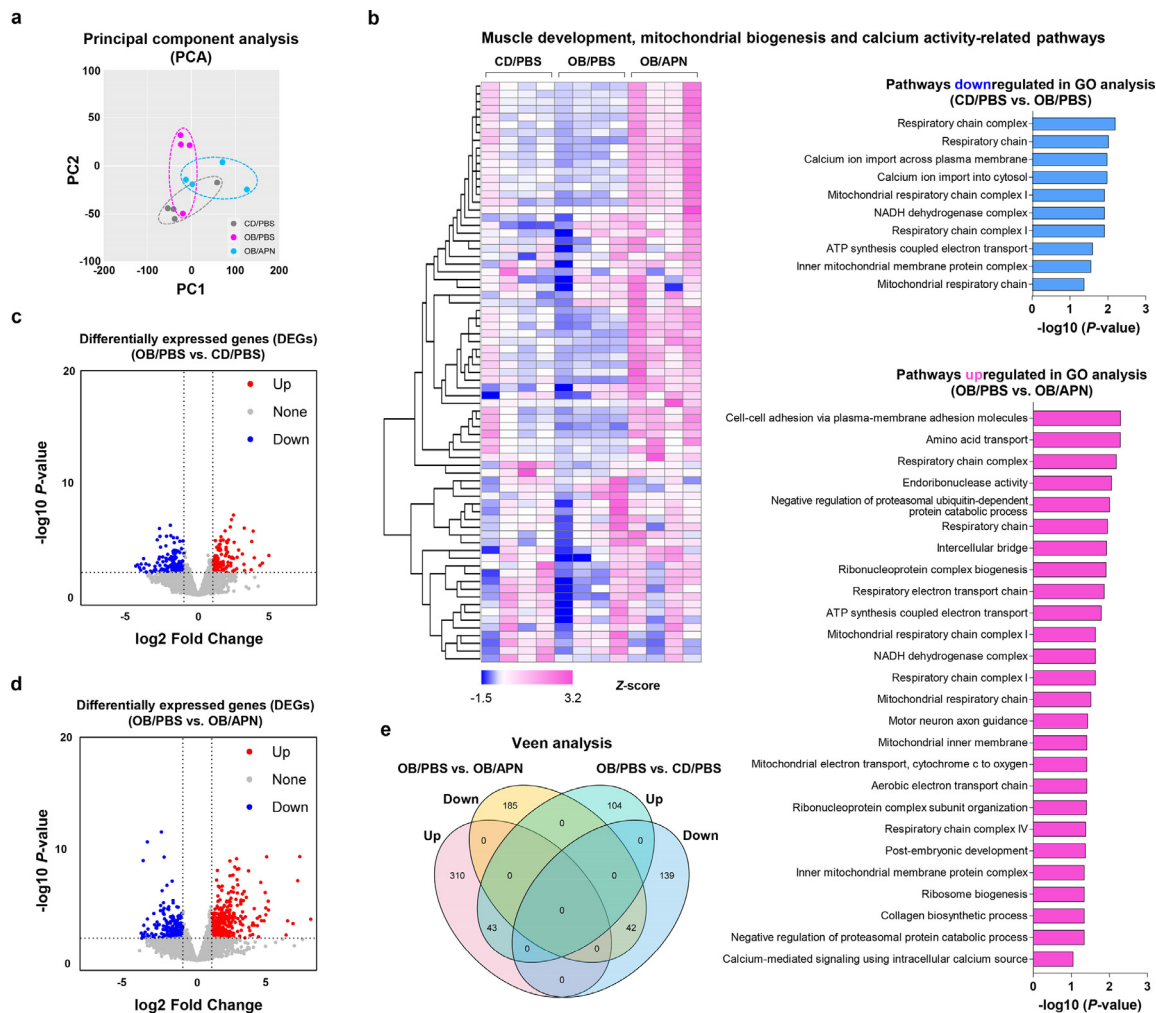 a
Principal component analysis
(PCA)
100
50
0
-50
-100
PC2
-200
-100
0
100
200
PC1
CD/PBS
OB/PBS
OB/APN
b
Muscle development, mitochondrial biogenesis and calcium activity-related pathways
CD/PBS
OB/PBS
OB/APN
-1.5
3.2
Z-score
Pathways downregulated in GO analysis
(CD/PBS vs. OB/PBS)
Respiratory chain complex
Respiratory chain
Calcium ion import across plasma membrane
Calcium ion import into cytosol
Mitochondrial respiratory chain complex I
NADH dehydrogenase complex
Respiratory chain complex I
ATP synthesis coupled electron transport
Inner mitochondrial membrane protein complex
Mitochondrial respiratory chain
0
1
2
3
-log10 (P-value)
Pathways upregulated in GO analysis
(OB/PBS vs. OB/APN)
Cell-cell adhesion via plasma-membrane adhesion molecules
Amino acid transport
Respiratory chain complex
Endoribonuclease activity
Negative regulation of proteasomal ubiquitin-dependent
protein catabolic process
Respiratory chain
Intercellular bridge
Ribonucleoprotein complex biogenesis
Respiratory electron transport chain
ATP synthesis coupled electron transport
Mitochondrial respiratory chain complex I
NADH dehydrogenase complex
Respiratory chain complex I
Mitochondrial respiratory chain
Motor neuron axon guidance
Mitochondrial inner membrane
Mitochondrial electron transport, cytochrome c to oxygen
Aerobic electron transport chain
Ribonucleoprotein complex subunit organization
Respiratory chain complex IV
Post-embryonic development
Inner mitochondrial membrane protein complex
Ribosome biogenesis
Collagen biosynthetic process
Negative regulation of proteasomal protein catabolic process
Calcium-mediated signaling using intracellular calcium source
0
1
2
3
-log10 (P-value)
c
Differentially expressed genes (DEGs)
(OB/PBS vs. CD/PBS)
20
10
0
-log10 P-value
Up
None
Down
-5
0
5
log2 Fold Change
d
Differentially expressed genes (DEGs)
(OB/PBS vs. OB/APN)
20
10
0
-log10 P-value
Up
None
Down
-5
0
5
log2 Fold Change
e
Veen analysis
OB/PBS vs. OB/APN
OB/PBS vs. CD/PBS
Down
Up
Up
Down
185
104
0
0
0
310
0
0
139
0
43
42
0
0
0